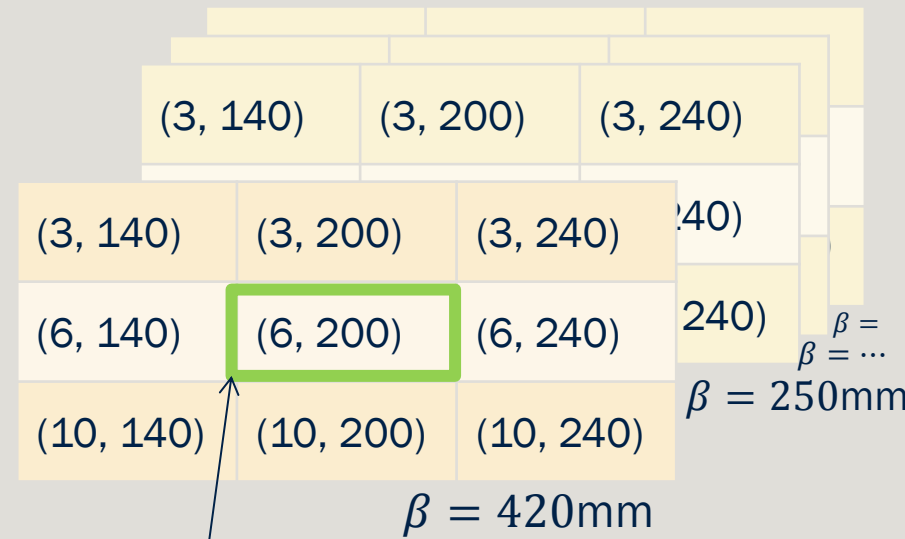 (3, 140) (3, 200) (3, 240)
240)
240)
(3, 140) (3, 200) (3, 240)
(6, 140) (6, 200) (6, 240)
(10, 140) (10, 200) (10, 240)
β =
β = ⋯
β = 250mm
β = 420mm